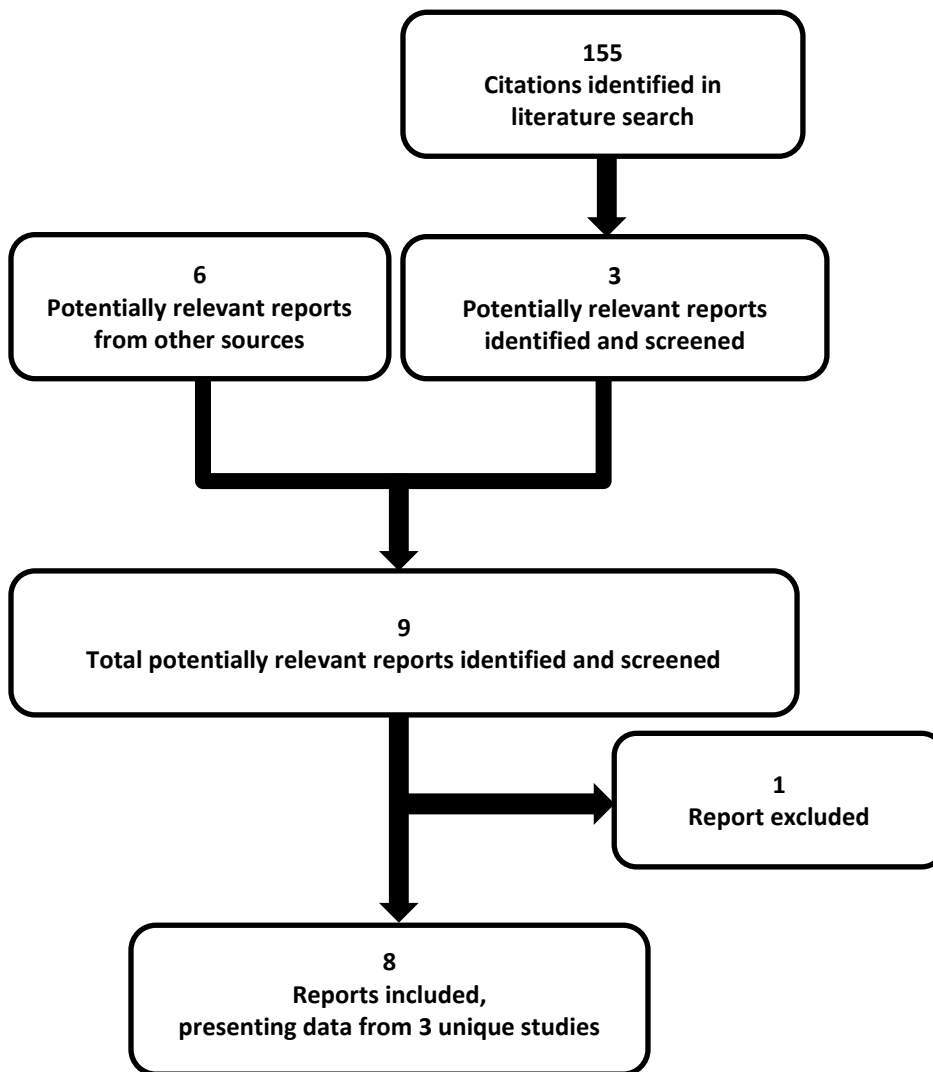 155
Citations identified in
literature search
6
Potentially relevant reports
from other sources
3
Potentially relevant reports
identified and screened
9
Total potentially relevant reports identified and screened
1
Report excluded
8
Reports included,
presenting data from 3 unique studies